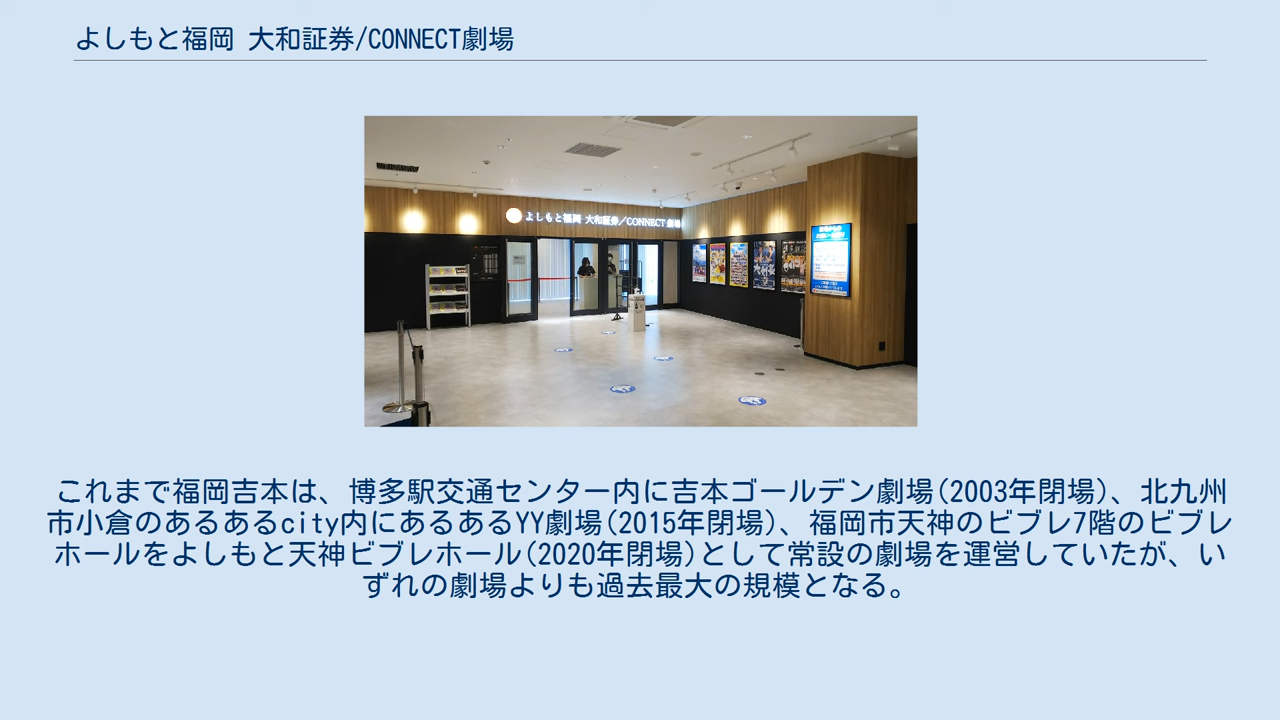 よしもと福岡 大和証券/CONNECT劇場
よしもと福岡 大和証券/CONNECT劇場
これまで福岡吉本は、博多駅交通センター内に吉本ゴールデン劇場(2003年閉場)、北九州
市小倉のあるあるcity内にあるあるYY劇場(2015年閉場)、福岡市天神のビブレ7階のビブレ
ホールをよしもと天神ビブレホール(2020年閉場)として常設の劇場を運営していたが、い
ずれの劇場よりも過去最大の規模となる。